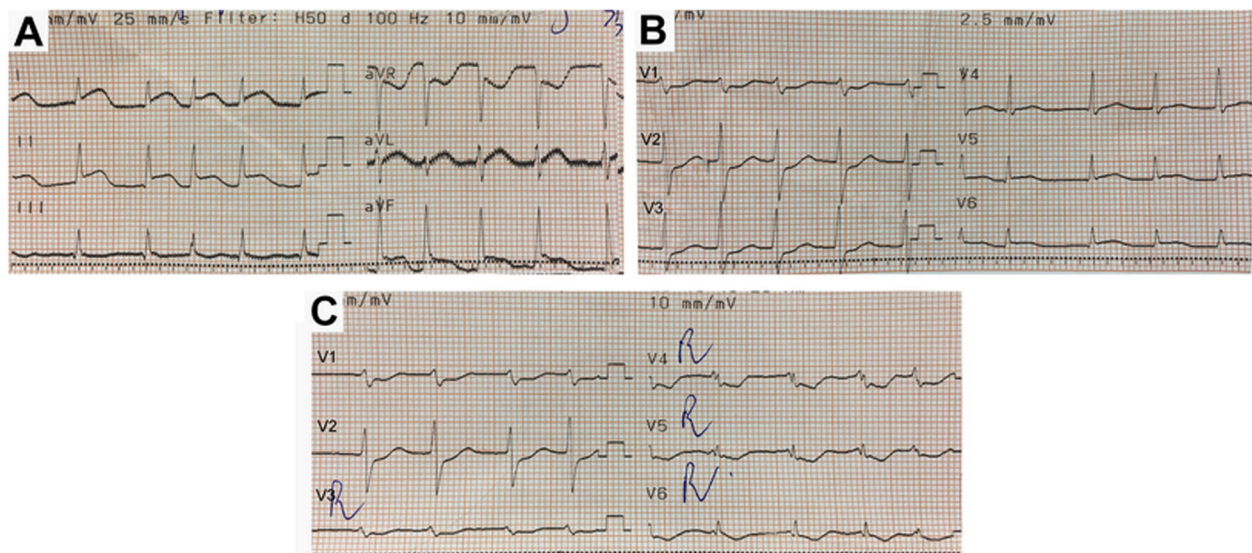 A
mm/mV 25 mm/s Filter: H50 d 100 Hz 10 mm/mV
I
aVR
II
aVL
III
aVF
B
/mV 2.5 mm/mV
V1
V4
V2
V5
V3
V6
C
mm/mV 10 mm/mV
V1
V4 R
V2
V5 R
V3 R
V6 R